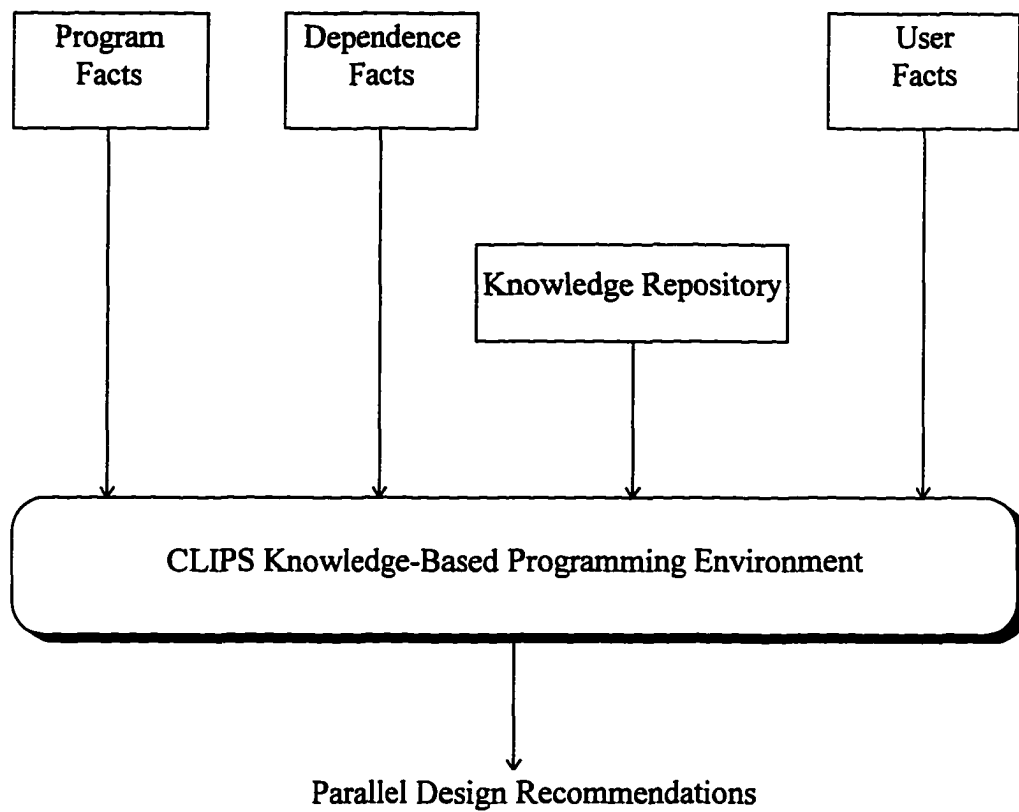 Program
Facts
Dependence
Facts
User
Facts
Knowledge Repository
CLIPS Knowledge-Based Programming Environment
Parallel Design Recommendations